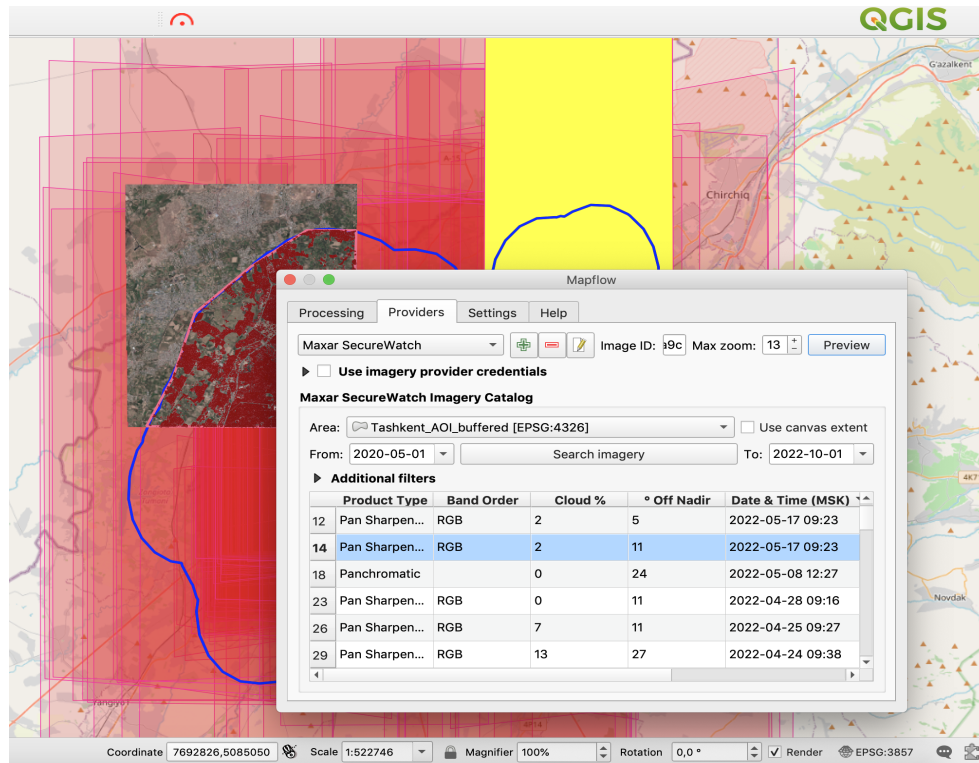 QGIS
G'azalkent
Chirchiq
Mapflow
Processing Providers Settings Help
Maxar SecureWatch Image ID: a9c Max zoom: 13 Preview
Use imagery provider credentials
Maxar SecureWatch Imagery Catalog
Area: Tashkent_AOI_buffered [EPSG:4326] Use canvas extent
From: 2020-05-01 Search imagery To: 2022-10-01
Additional filters
Product Type Band Order Cloud % ° Off Nadir Date & Time (MSK)
12 Pan Sharpen... RGB 2 5 2022-05-17 09:23
14 Pan Sharpen... RGB 2 11 2022-05-17 09:23
18 Panchromatic 0 24 2022-05-08 12:27
23 Pan Sharpen... RGB 0 11 2022-04-28 09:16
26 Pan Sharpen... RGB 7 11 2022-04-25 09:27
29 Pan Sharpen... RGB 13 27 2022-04-24 09:38
4K7
Novdak
Yangiyo'l
4P14
Coordinate 7692826,5085050 Scale 1:522746 Magnifier 100% Rotation 0,0 ° Render EPSG:3857